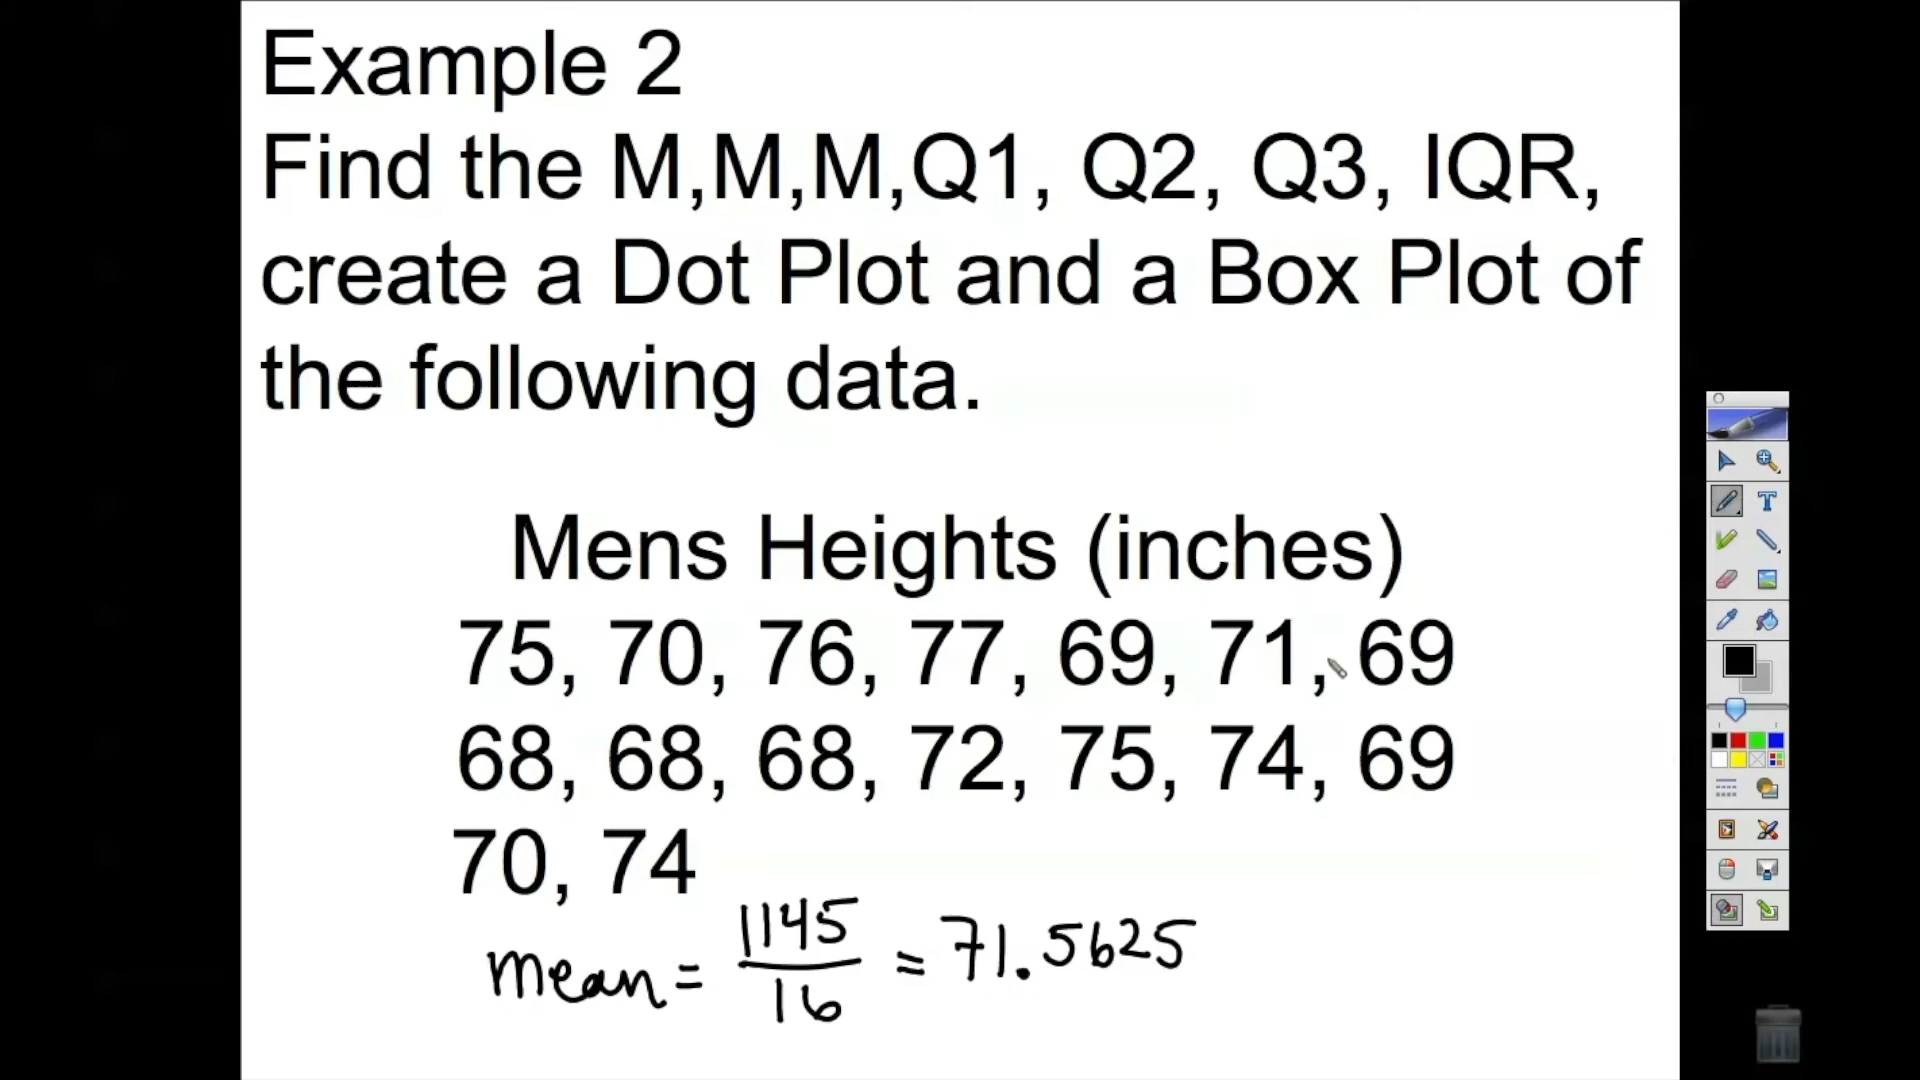 Example 2
Find the M,M,M,Q1, Q2, Q3, IQR,
create a Dot Plot and a Box Plot of
the following data.
Mens Heights (inches)
75, 70, 76, 77, 69, 71, 69
68, 68, 68, 72, 75, 74, 69
70, 74
mean = 1145/16 = 71.5625
T